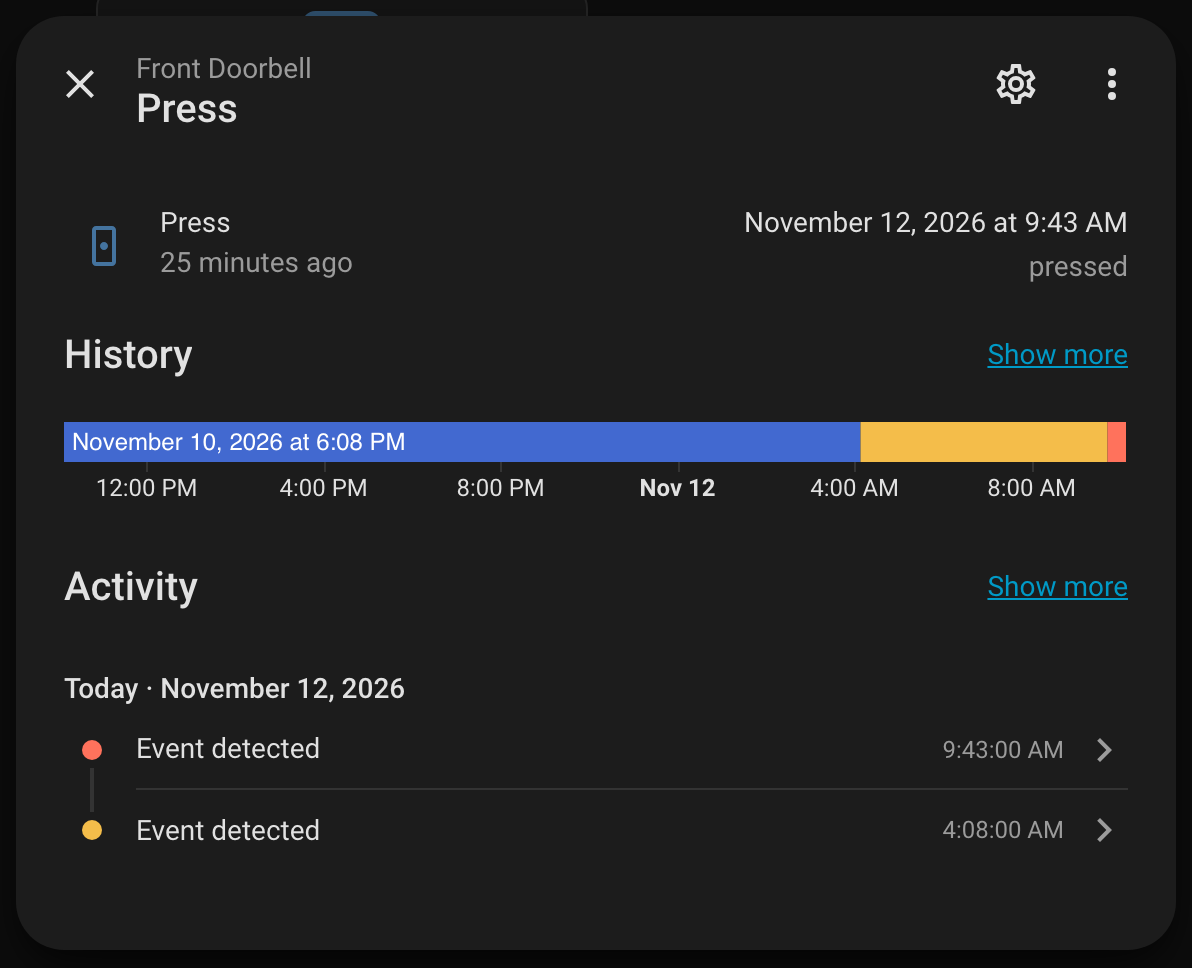 Front Doorbell
Press
Press
November 12, 2026 at 9:43 AM
25 minutes ago
pressed
History
Show more
November 10, 2026 at 6:08 PM
12:00 PM
4:00 PM
8:00 PM
Nov 12
4:00 AM
8:00 AM
Activity
Show more
Today · November 12, 2026
Event detected
9:43:00 AM
Event detected
4:08:00 AM